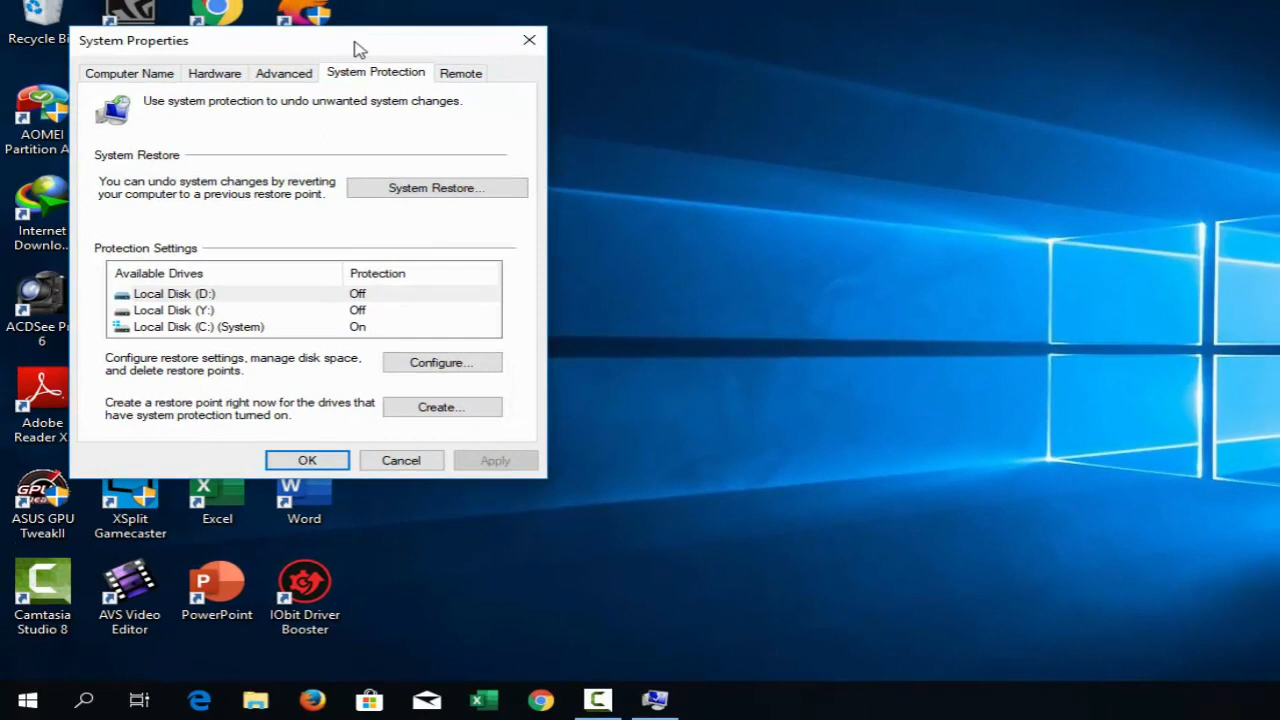 Recycle Bi
System Properties
Computer Name
Hardware
Advanced
System Protection
Remote
Use system protection to undo unwanted system changes.
System Restore
You can undo system changes by reverting
your computer to a previous restore point.
System Restore...
Protection Settings
Available Drives
Protection
Local Disk (D:)
Off
Local Disk (Y:)
Off
Local Disk (C:) (System)
On
Configure restore settings, manage disk space,
and delete restore points.
Configure...
Create a restore point right now for the drives that
have system protection turned on.
Create...
OK
Cancel
Apply
AOMEI
Partition A
Internet
Downlo...
ACDSee Pr
6
Adobe
Reader X
GPU
ASUS GPU
TweakII
XSplit
Gamecaster
X
Excel
W
Word
C
Camtasia
Studio 8
AVS Video
Editor
P
PowerPoint
IObit Driver
Booster